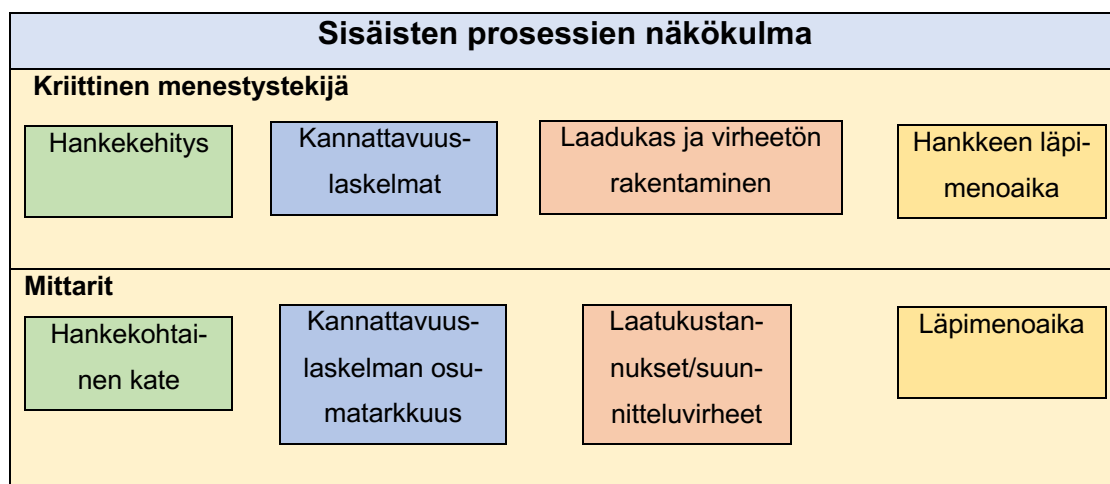 Sisäisten prosessien näkökulma
Kriittinen menestystekijä
Hankekehitys
Kannattavuus-
laskelmat
Laadukas ja virheetön
rakentaminen
Hankkeen läpi-
menoaika
Mittarit
Hankekohtai-
nen kate
Kannattavuus-
laskelman osu-
matarkkuus
Laatukustan-
nukset/suun-
nitteluvirheet
Läpimenoaika